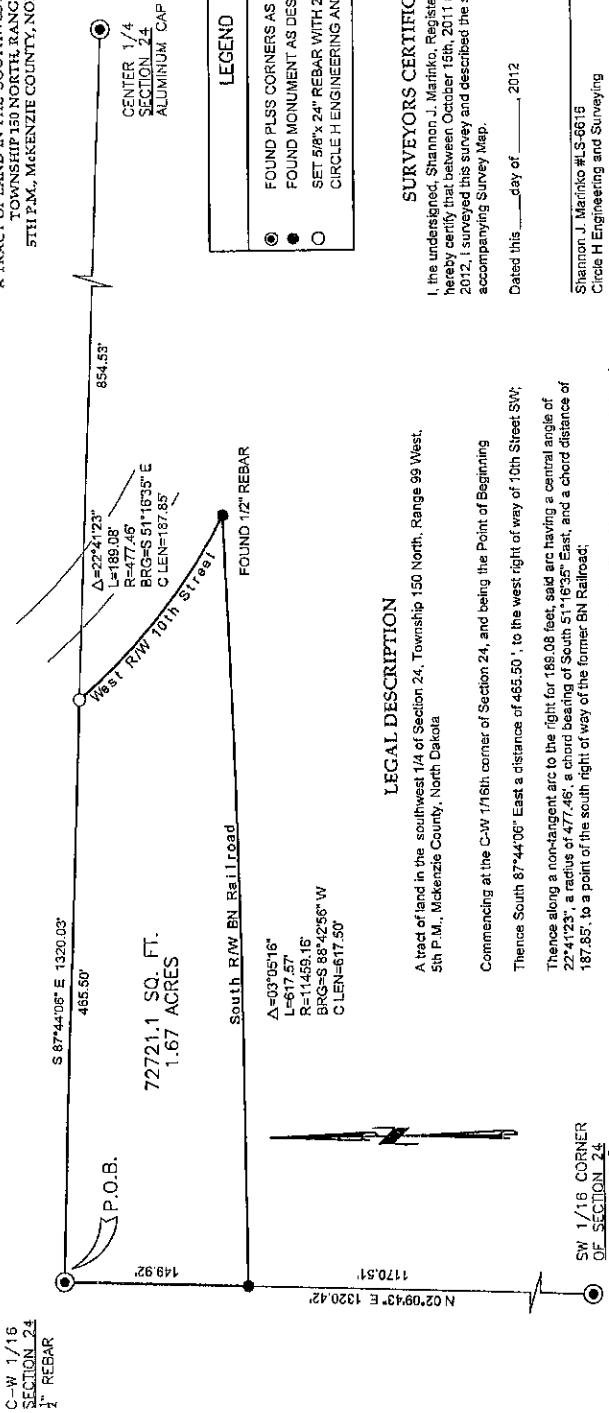 A TRACT OF LAND IN THE
TOWNSHIP 150 NORTH, RANG
5TH P.M., McKENZIE COUNTY, NO
C-W 1/16
SECTION 24
1/2" REBAR
P.O.B.
S 87°44'06" E 1320.03'
465.50'
854.53'
CENTER 1/4
SECTION 24
ALUMINUM CAP
Δ=22°41'23"
L=189.08'
R=477.46'
BRG=S 51°16'35" E
C LEN=187.85'
West R/W 10th Street
72721.1 SQ. FT.
1.67 ACRES
149.92'
South R/W BN Railroad
FOUND 1/2" REBAR
Δ=03°05'16"
L=617.57'
R=11459.16'
BRG=S 88°42'56" W
C LEN=617.50'
N 02°09'43" E 1320.42'
1170.51'
SW 1/16 CORNER
OF SECTION 24
LEGEND
FOUND PLSS CORNERS AS
FOUND MONUMENT AS DES
SET 5/8"x 24" REBAR WITH 2
CIRCLE H ENGINEERING AN
LEGAL DESCRIPTION
A tract of land in the southwest 1/4 of Section 24, Township 150 North, Range 99 West,
5th P.M., Mckenzie County, North Dakota
Commencing at the C-W 1/16th corner of Section 24, and being the Point of Beginning
Thence South 87°44'06" East a distance of 465.50 ', to the west right of way of 10th Street SW;
Thence along a non-tangent arc to the right for 189.08 feet, said arc having a central angle of
22°41'23", a radius of 477.46', a chord bearing of South 51°16'35" East, and a chord distance of
187.85', to a point of the south right of way of the former BN Railroad;
SURVEYORS CERTIFIC
I, the undersigned, Shannon J. Marinko, Registe
hereby certify that between October 15th, 2011
2012, I surveyed this survey and described the s
accompanying Survey Map.
Dated this ____ day of ________, 2012
Shannon J. Marinko #LS-6616
Circle H Engineering and Surveying